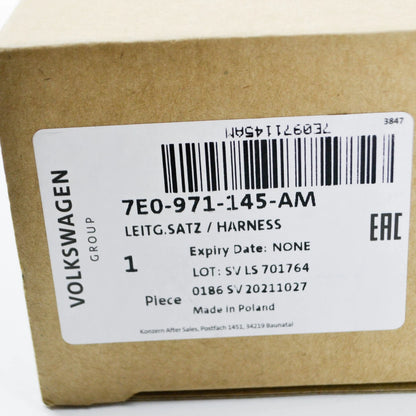 3847
7E0971145AM
VOLKSWAGEN
GROUP
7E0-971-145-AM
LEITG.SATZ / HARNESS
EAC
Expiry Date: NONE
1
LOT: SV LS 701764
Piece
0186 SV 20211027
Made in Poland
Konzern After Sales, Postfach 1451, 34219 Baunatal